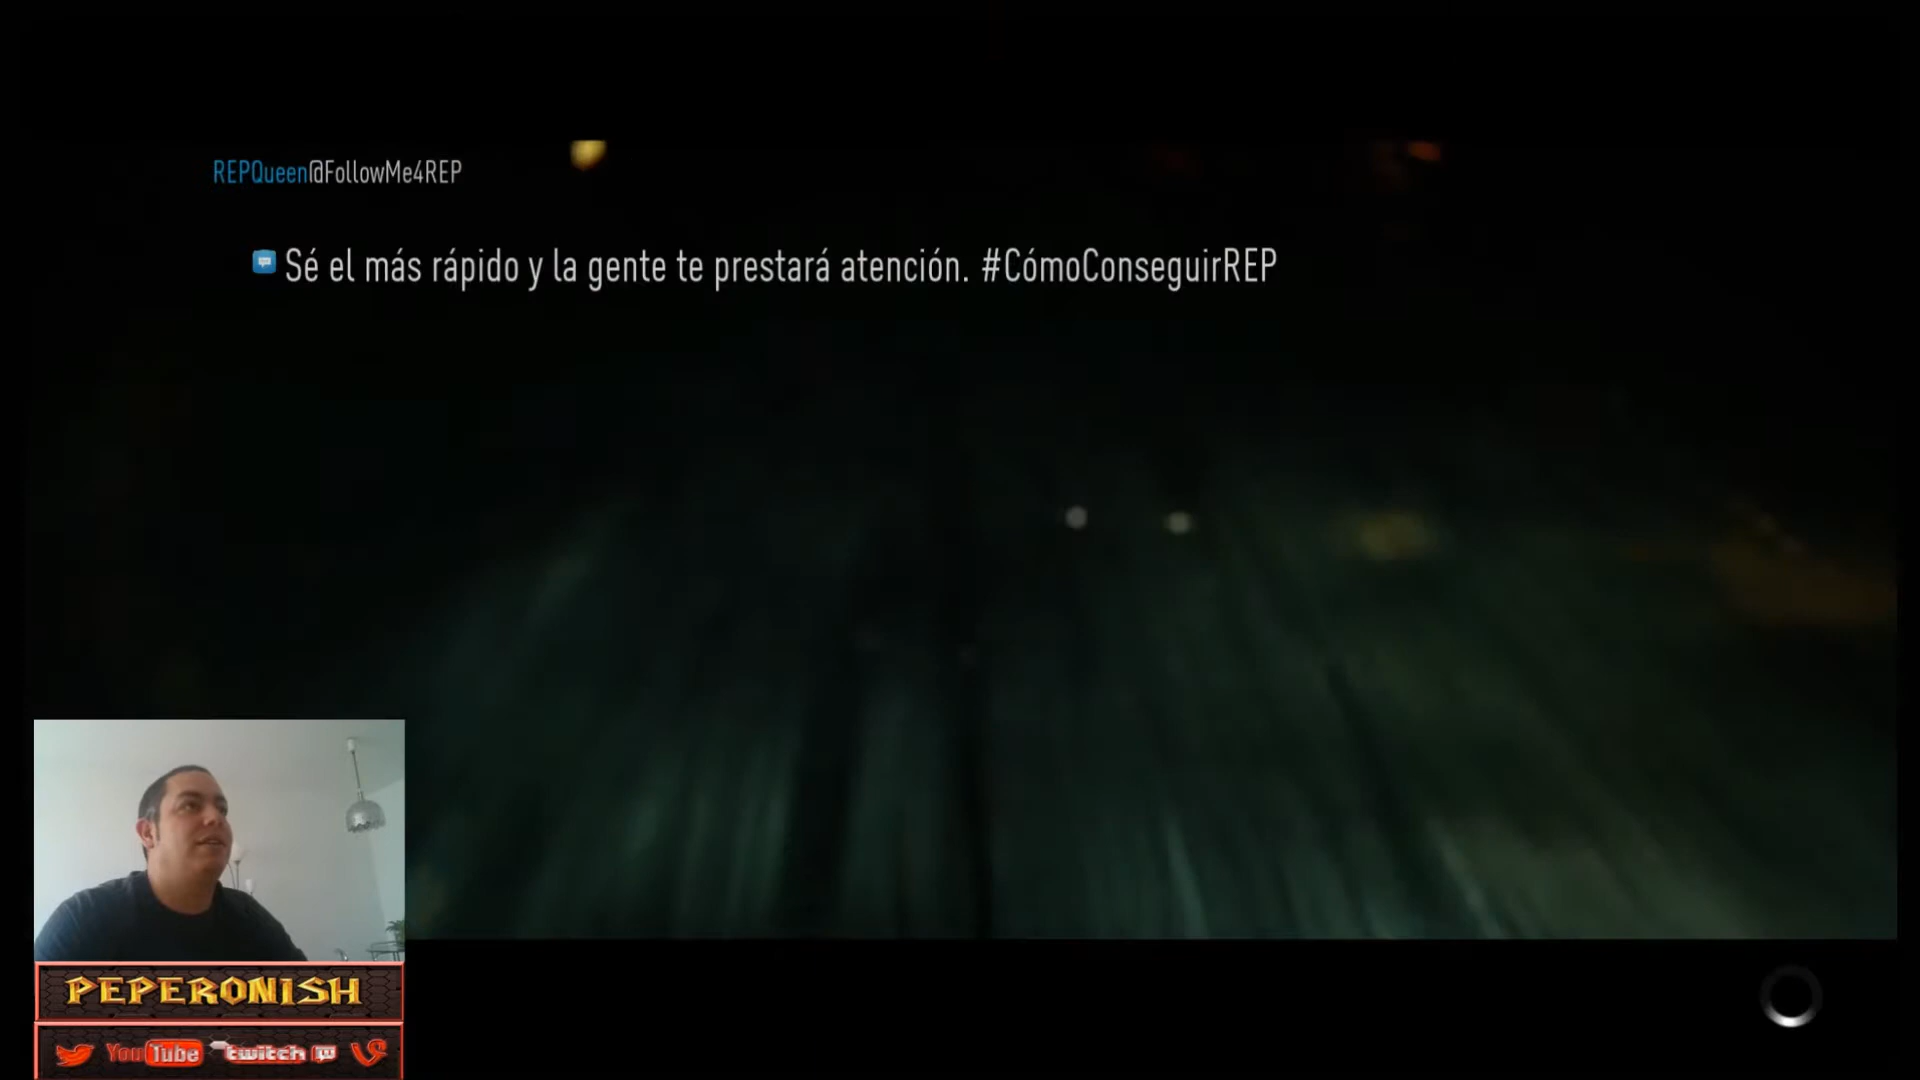 REPQueen@FollowMe4REP
Sé el más rápido y la gente te prestará atención. #CómoConseguirREP
PEPERONISH
YouTube twitch